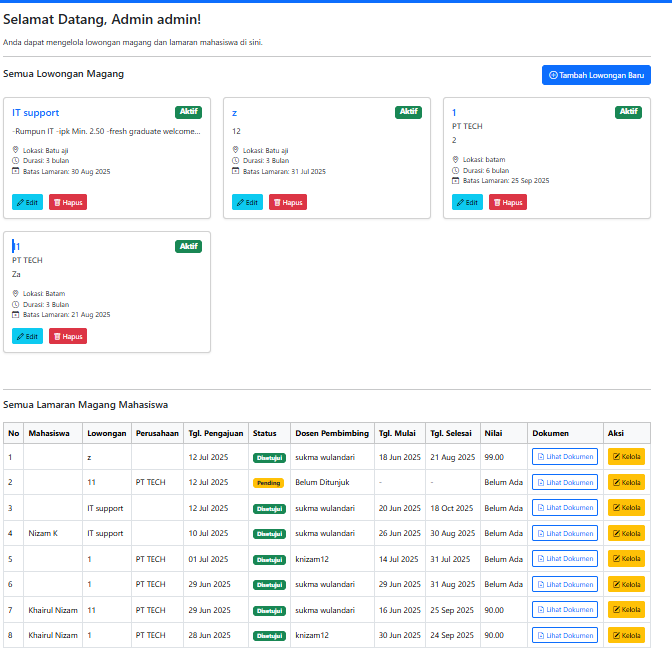 Selamat Datang, Admin admin!
Anda dapat mengelola lowongan magang dan lamaran mahasiswa di sini.
Semua Lowongan Magang
Tambah Lowongan Baru
IT support Aktif
-Rumpun IT -ipk Min. 2.50 -fresh graduate welcome...
Lokasi: Batu aji
Durasi: 3 bulan
Batas Lamaran: 30 Aug 2025
Edit Hapus
z Aktif
12
Lokasi: Batu aji
Durasi: 3 Bulan
Batas Lamaran: 31 Jul 2025
Edit Hapus
1 Aktif
PT TECH
2
Lokasi: batam
Durasi: 6 bulan
Batas Lamaran: 25 Sep 2025
Edit Hapus
11 Aktif
PT TECH
Za
Lokasi: Batam
Durasi: 3 Bulan
Batas Lamaran: 21 Aug 2025
Edit Hapus
Semua Lamaran Magang Mahasiswa
No Mahasiswa Lowongan Perusahaan Tgl. Pengajuan Status Dosen Pembimbing Tgl. Mulai Tgl. Selesai Nilai Dokumen Aksi
1 z 12 Jul 2025 Disetujui sukma wulandari 18 Jun 2025 21 Aug 2025 99.00 Lihat Dokumen Kelola
2 11 PT TECH 12 Jul 2025 Pending Belum Ditunjuk - - Belum Ada Lihat Dokumen Kelola
3 IT support 12 Jul 2025 Disetujui sukma wulandari 20 Jun 2025 18 Oct 2025 Belum Ada Lihat Dokumen Kelola
4 Nizam K IT support 10 Jul 2025 Disetujui sukma wulandari 26 Jun 2025 30 Aug 2025 Belum Ada Lihat Dokumen Kelola
5 1 PT TECH 01 Jul 2025 Disetujui knizam12 14 Jul 2025 31 Jul 2025 Belum Ada Lihat Dokumen Kelola
6 1 PT TECH 29 Jun 2025 Disetujui sukma wulandari 29 Jun 2025 31 Aug 2025 Belum Ada Lihat Dokumen Kelola
7 Khairul Nizam 11 PT TECH 29 Jun 2025 Disetujui sukma wulandari 16 Jun 2025 25 Sep 2025 90.00 Lihat Dokumen Kelola
8 Khairul Nizam 1 PT TECH 28 Jun 2025 Disetujui knizam12 30 Jun 2025 24 Sep 2025 90.00 Lihat Dokumen Kelola